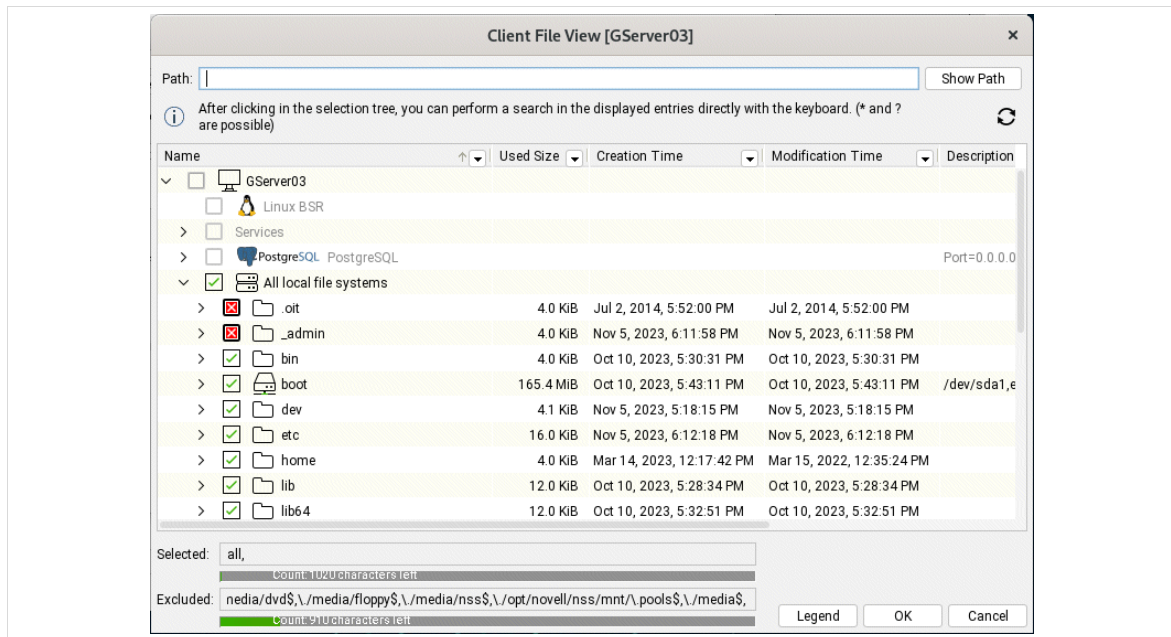 Client File View [GServer03]
Path:
Show Path
After clicking in the selection tree, you can perform a search in the displayed entries directly with the keyboard. (* and ?
are possible)
Name Used Size Creation Time Modification Time Description
GServer03
Linux BSR
Services
PostgreSQL PostgreSQL Port=0.0.0.0
All local file systems
.oit 4.0 KiB Jul 2, 2014, 5:52:00 PM Jul 2, 2014, 5:52:00 PM
_admin 4.0 KiB Nov 5, 2023, 6:11:58 PM Nov 5, 2023, 6:11:58 PM
bin 4.0 KiB Oct 10, 2023, 5:30:31 PM Oct 10, 2023, 5:30:31 PM
boot 165.4 MiB Oct 10, 2023, 5:43:11 PM Oct 10, 2023, 5:43:11 PM /dev/sda1,e
dev 4.1 KiB Nov 5, 2023, 5:18:15 PM Nov 5, 2023, 5:18:15 PM
etc 16.0 KiB Nov 5, 2023, 6:12:18 PM Nov 5, 2023, 6:12:18 PM
home 4.0 KiB Mar 14, 2023, 12:17:42 PM Mar 15, 2022, 12:35:24 PM
lib 12.0 KiB Oct 10, 2023, 5:28:34 PM Oct 10, 2023, 5:28:34 PM
lib64 12.0 KiB Oct 10, 2023, 5:32:51 PM Oct 10, 2023, 5:32:51 PM
Selected: all,
Count: 1020 characters left
Excluded: nedia/dvd$,\./media/floppy$,\./media/nss$,\./opt/novell/nss/mnt/\.pools$,\./media$,
Count: 910 characters left
Legend OK Cancel